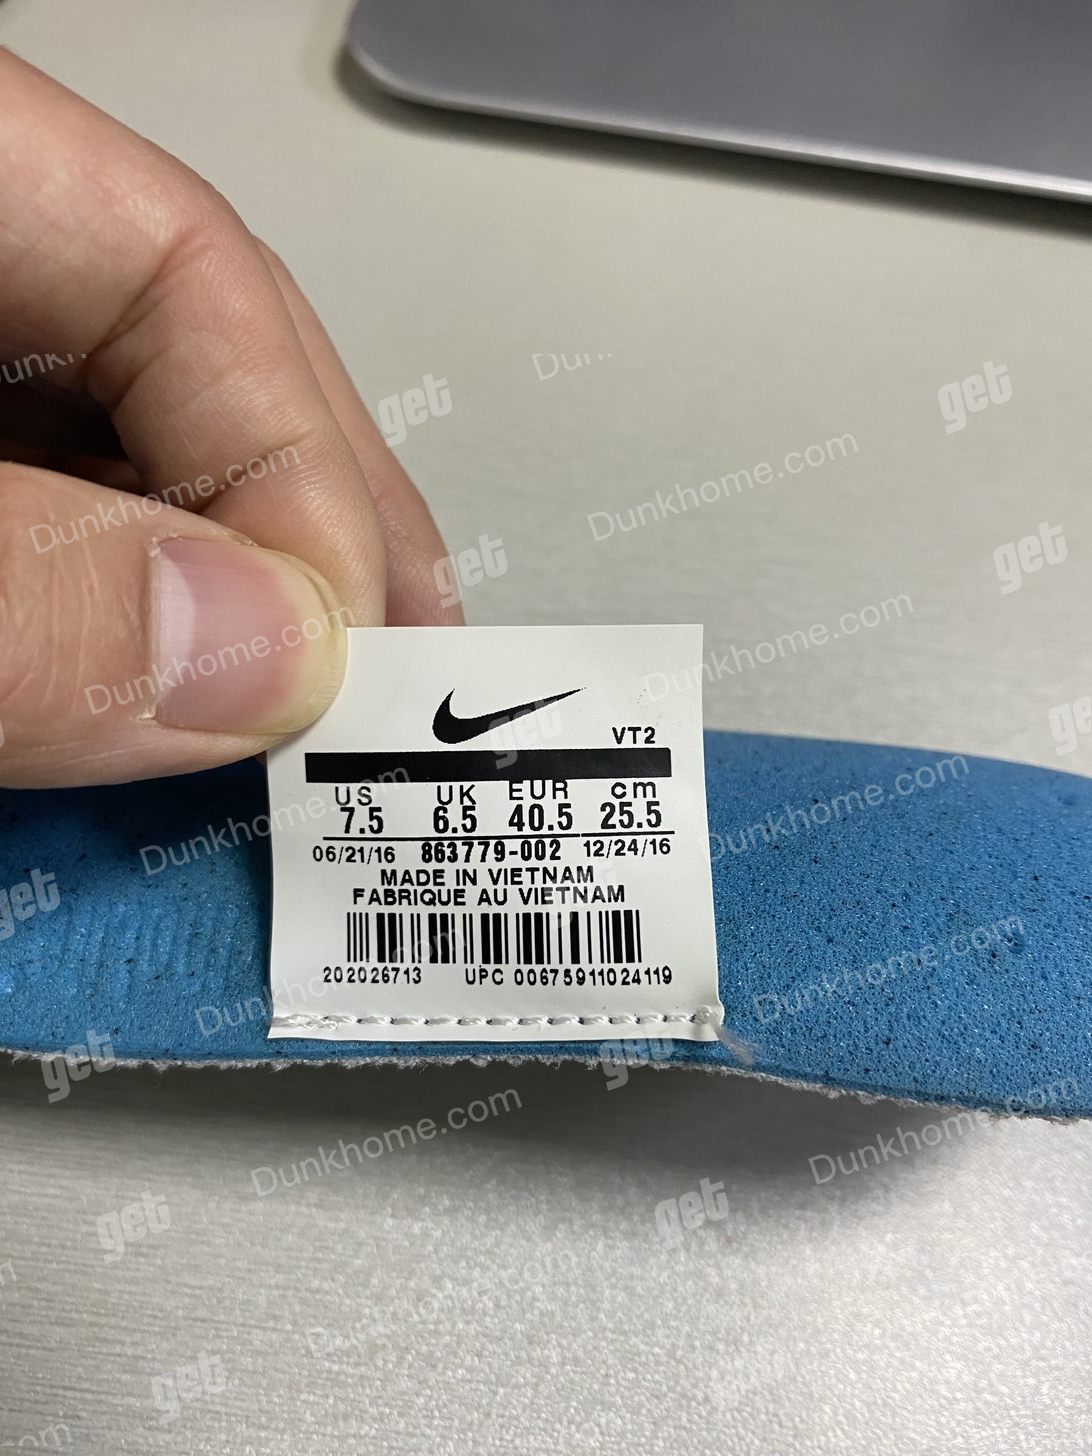 VT2
US UK EUR cm
7.5 6.5 40.5 25.5
06/21/16 863779-002 12/24/16
MADE IN VIETNAM
FABRIQUE AU VIETNAM
202026713 UPC 00675911024119
Dunkhome.com
get